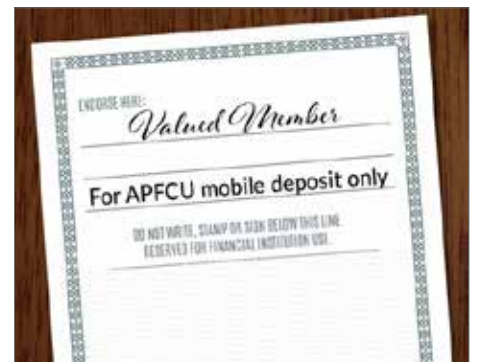 ENDORSE HERE:
Valued Member
For APFCU mobile deposit only
DO NOT WRITE, STAMP OR SIGN BELOW THIS LINE
RESERVED FOR FINANCIAL INSTITUTION USE.